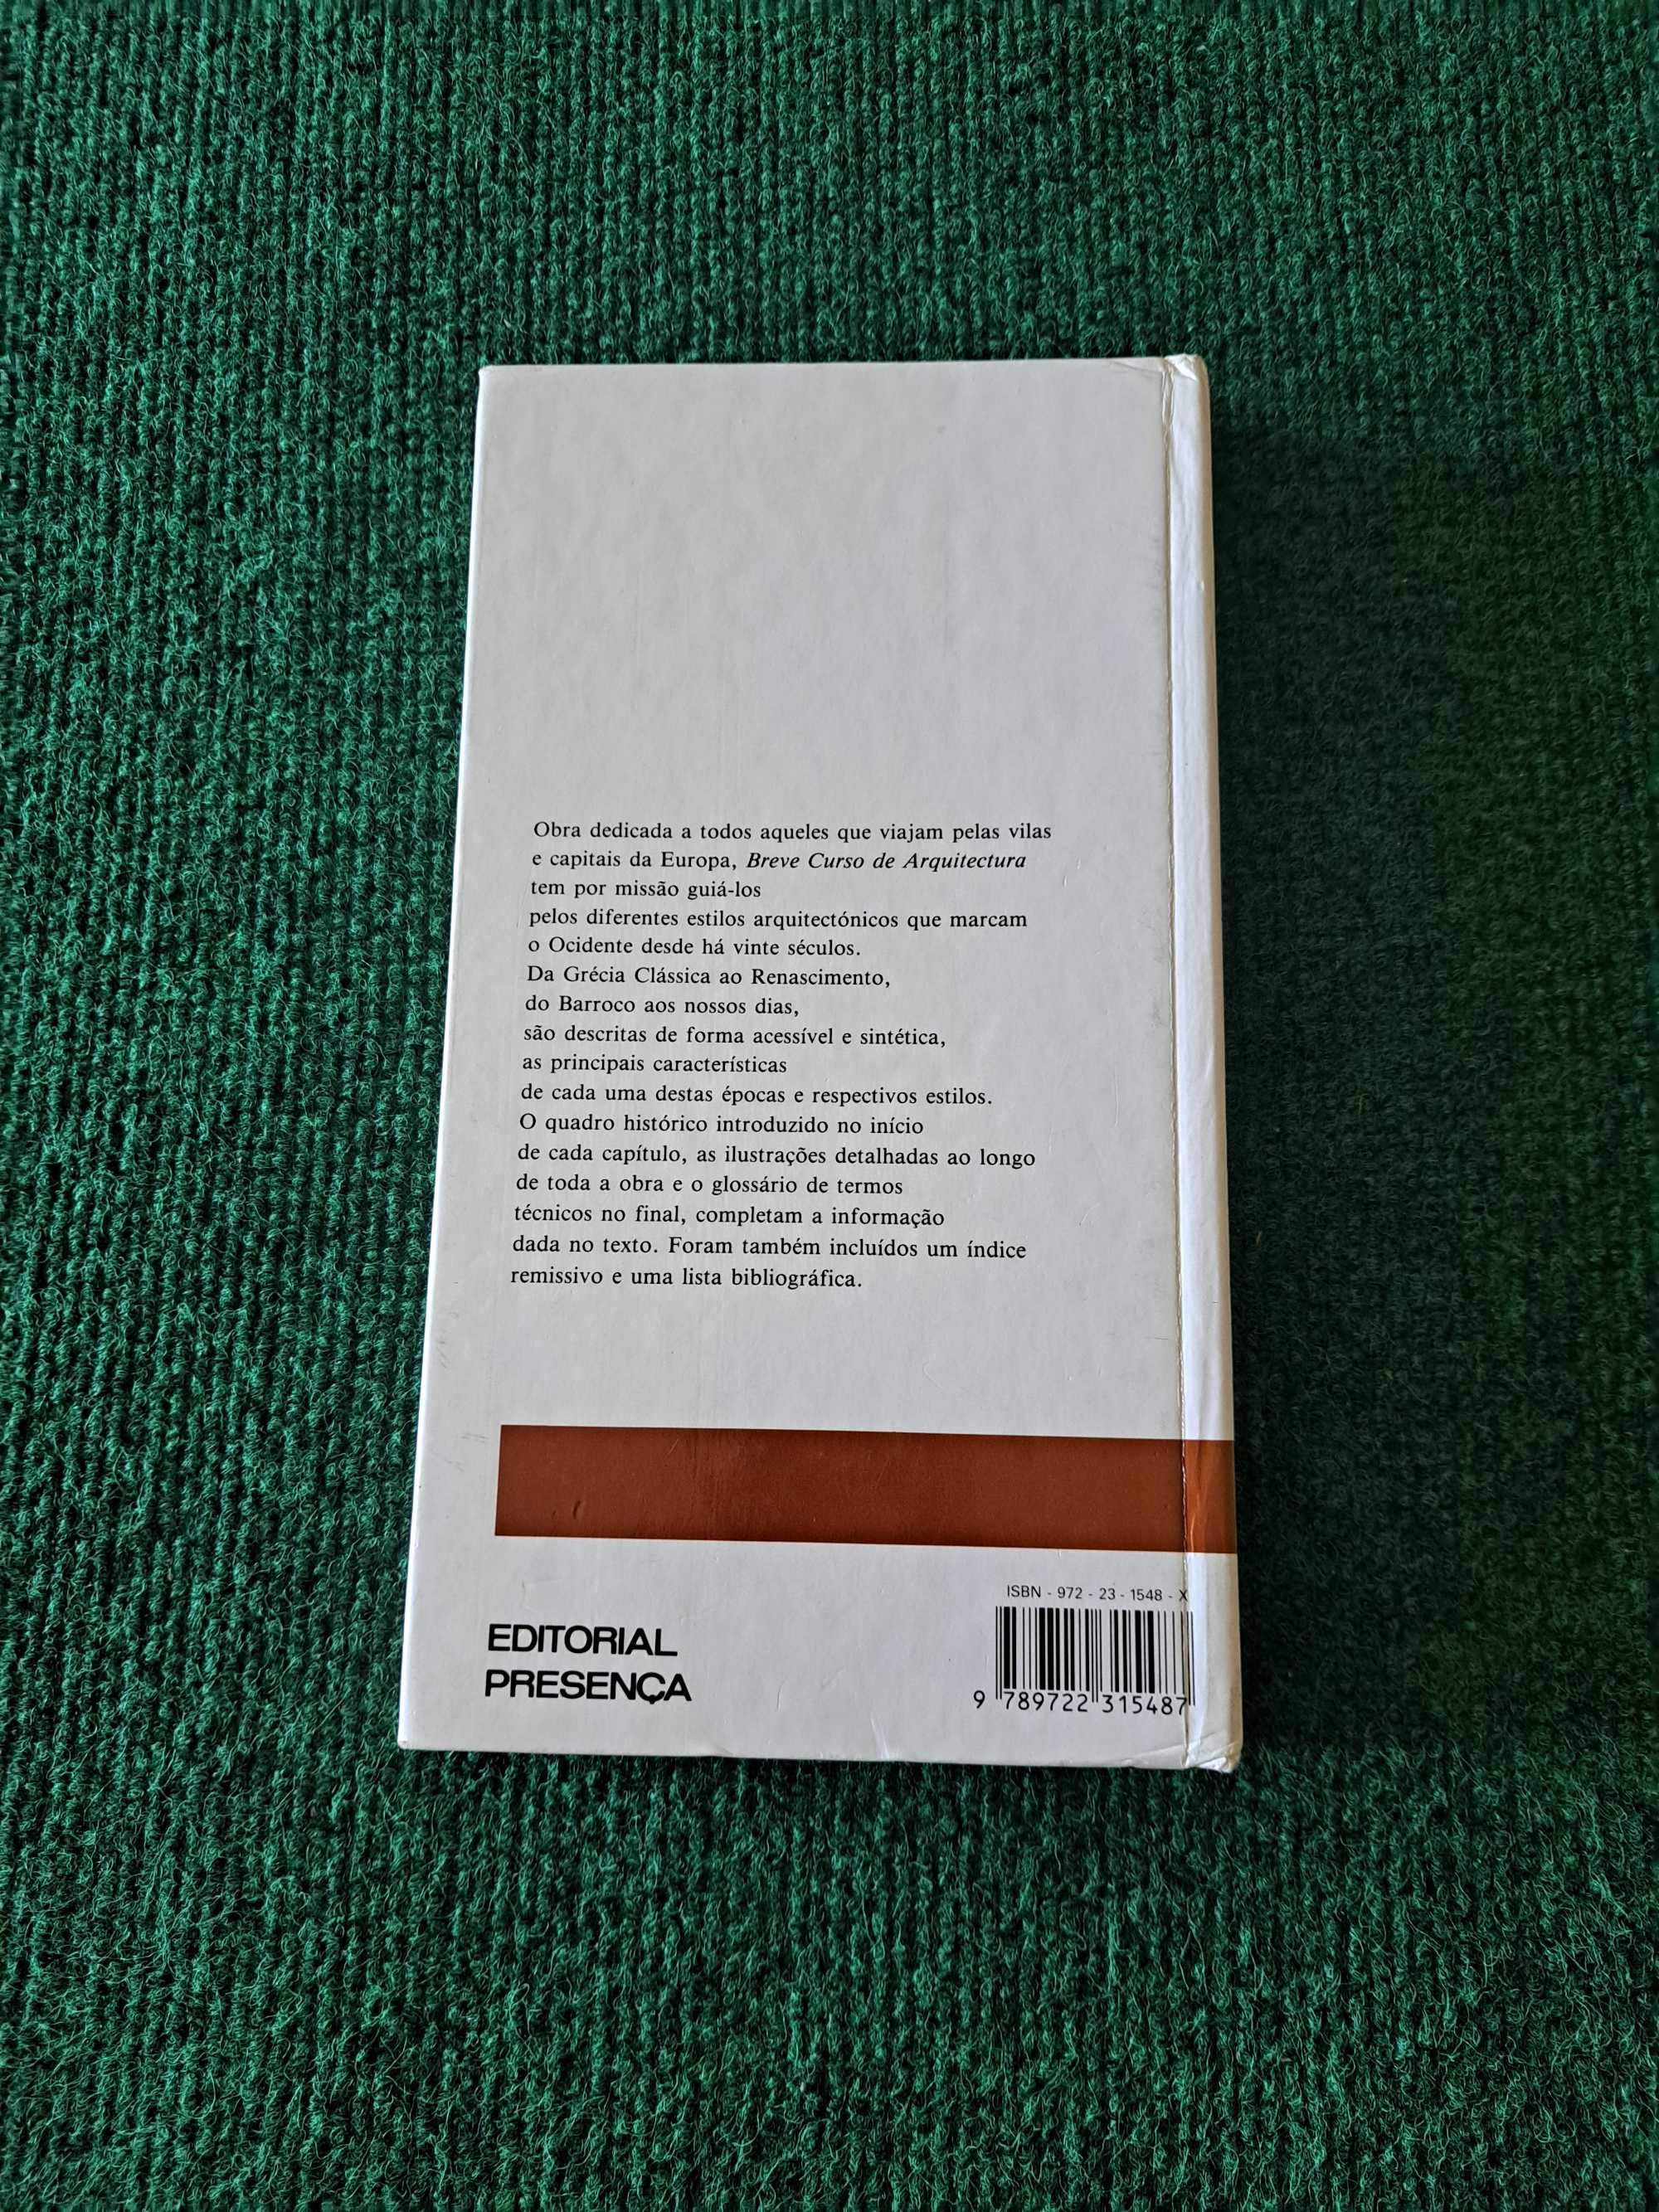 Obra dedicada a todos aqueles que viajam pelas vilas
e capitais da Europa, Breve Curso de Arquitectura
tem por missão guiá-los
pelos diferentes estilos arquitectónicos que marcam
o Ocidente desde há vinte séculos.
Da Grécia Clássica ao Renascimento,
do Barroco aos nossos dias,
são descritas de forma acessível e sintética,
as principais características
de cada uma destas épocas e respectivos estilos.
O quadro histórico introduzido no início
de cada capítulo, as ilustrações detalhadas ao longo
de toda a obra e o glossário de termos
técnicos no final, completam a informação
dada no texto. Foram também incluídos um índice
remissivo e uma lista bibliográfica.
ISBN - 972 - 23 - 1548 - X
EDITORIAL
PRESENÇA
9 789722 315487